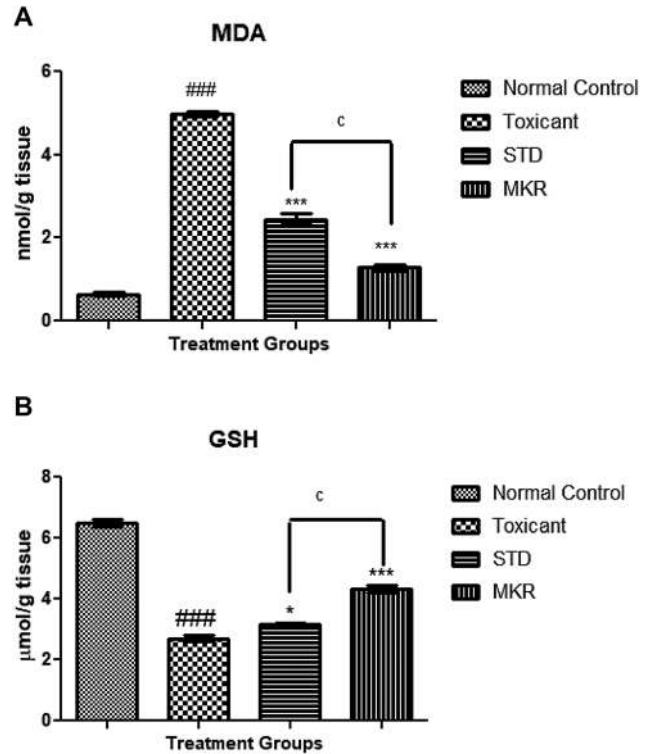 A
MDA
6
4
2
0
nmol/g tissue
###
***
c
***
Treatment Groups
Normal Control
Toxicant
STD
MKR
B
GSH
8
6
4
2
0
µmol/g tissue
###
*
c
***
Treatment Groups
Normal Control
Toxicant
STD
MKR